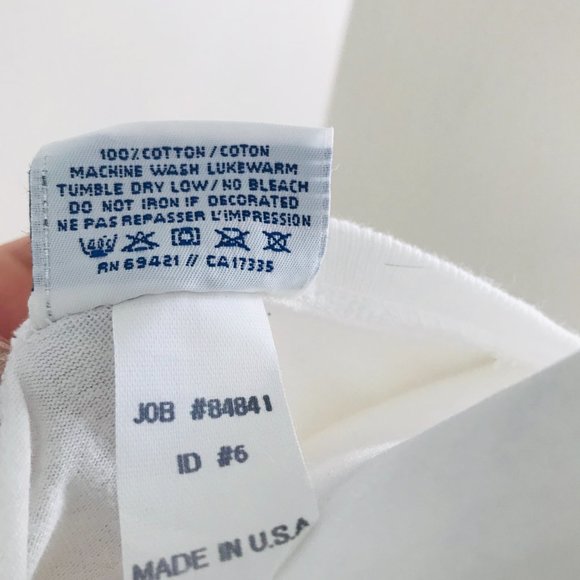 100% COTTON / COTON
MACHINE WASH LUKEWARM
TUMBLE DRY LOW / NO BLEACH
DO NOT IRON IF DECORATED
NE PAS REPASSER L'IMPRESSION
40°
RN 69421 // CA17335
JOB #84841
ID #6
MADE IN U.S.A